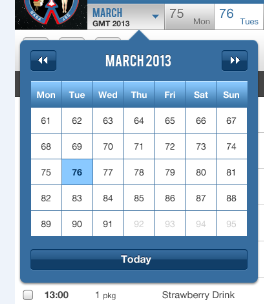 MARCH 75 76
GMT 2013 Mon Tues
MARCH 2013
Mon Tue Wed Thu Fri Sat Sun
61 62 63 64 65 66 67
68 69 70 71 72 73 74
75 76 77 78 79 80 81
82 83 84 85 86 87 88
89 90 91 92 93 94 95
Today
13:00 1 pkg Strawberry Drink